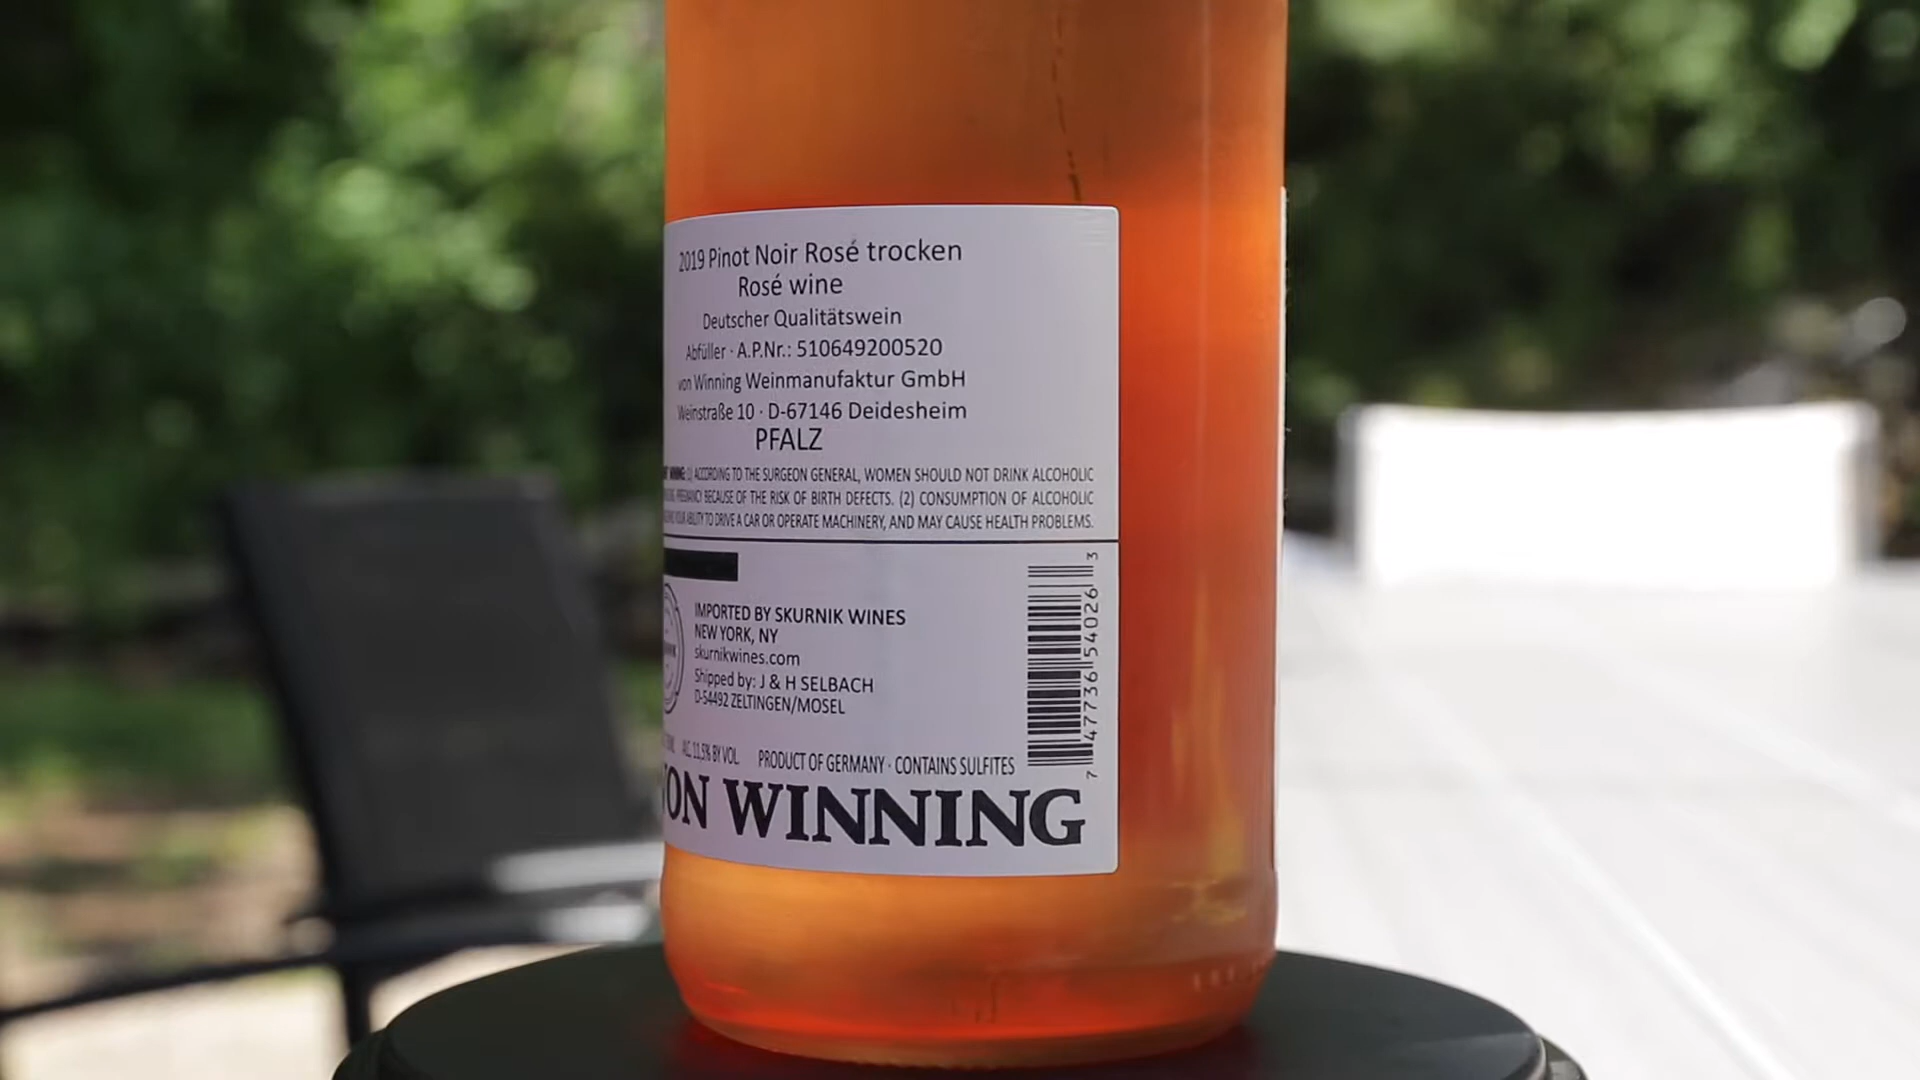 2019 Pinot Noir Rosé trocken
Rosé wine
Deutscher Qualitätswein
Abfüller · A.P.Nr.: 510649200520
von Winning Weinmanufaktur GmbH
Weinstraße 10 · D-67146 Deidesheim
PFALZ
ACCORDING TO THE SURGEON GENERAL, WOMEN SHOULD NOT DRINK ALCOHOLIC
PREGNANCY BECAUSE OF THE RISK OF BIRTH DEFECTS. (2) CONSUMPTION OF ALCOHOLIC
YOUR ABILITY TO DRIVE A CAR OR OPERATE MACHINERY, AND MAY CAUSE HEALTH PROBLEMS.
IMPORTED BY SKURNIK WINES
NEW YORK, NY
skurnikwines.com
Shipped by: J & H SELBACH
D-54492 ZELTINGEN/MOSEL
ALC. 11,5% BY VOL. PRODUCT OF GERMANY · CONTAINS SULFITES
VON WINNING
7 47736 54026 3